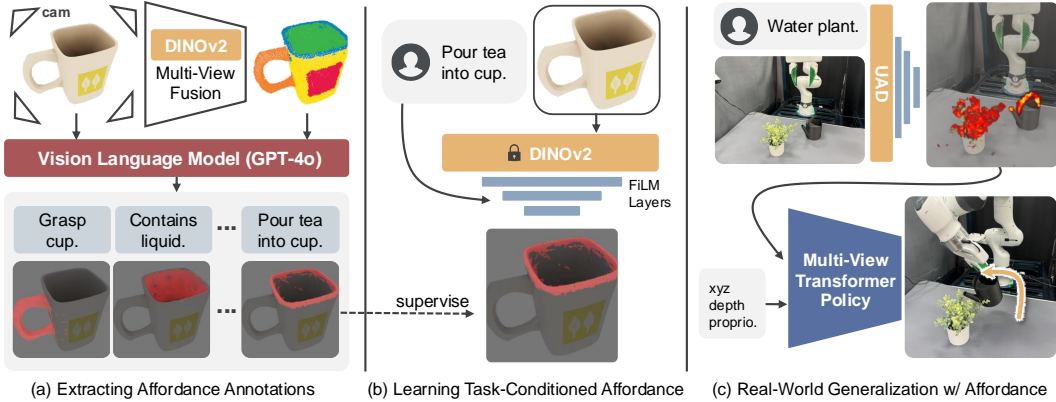 cam
DINOv2
Multi-View
Fusion
Vision Language Model (GPT-4o)
Grasp
cup.
Contains
liquid.
...
Pour tea
into cup.
...
(a) Extracting Affordance Annotations
Pour tea
into cup.
DINOv2
FiLM
Layers
supervise
(b) Learning Task-Conditioned Affordance
Water plant.
UAD
Multi-View
Transformer
Policy
xyz
depth
proprio.
(c) Real-World Generalization w/ Affordance